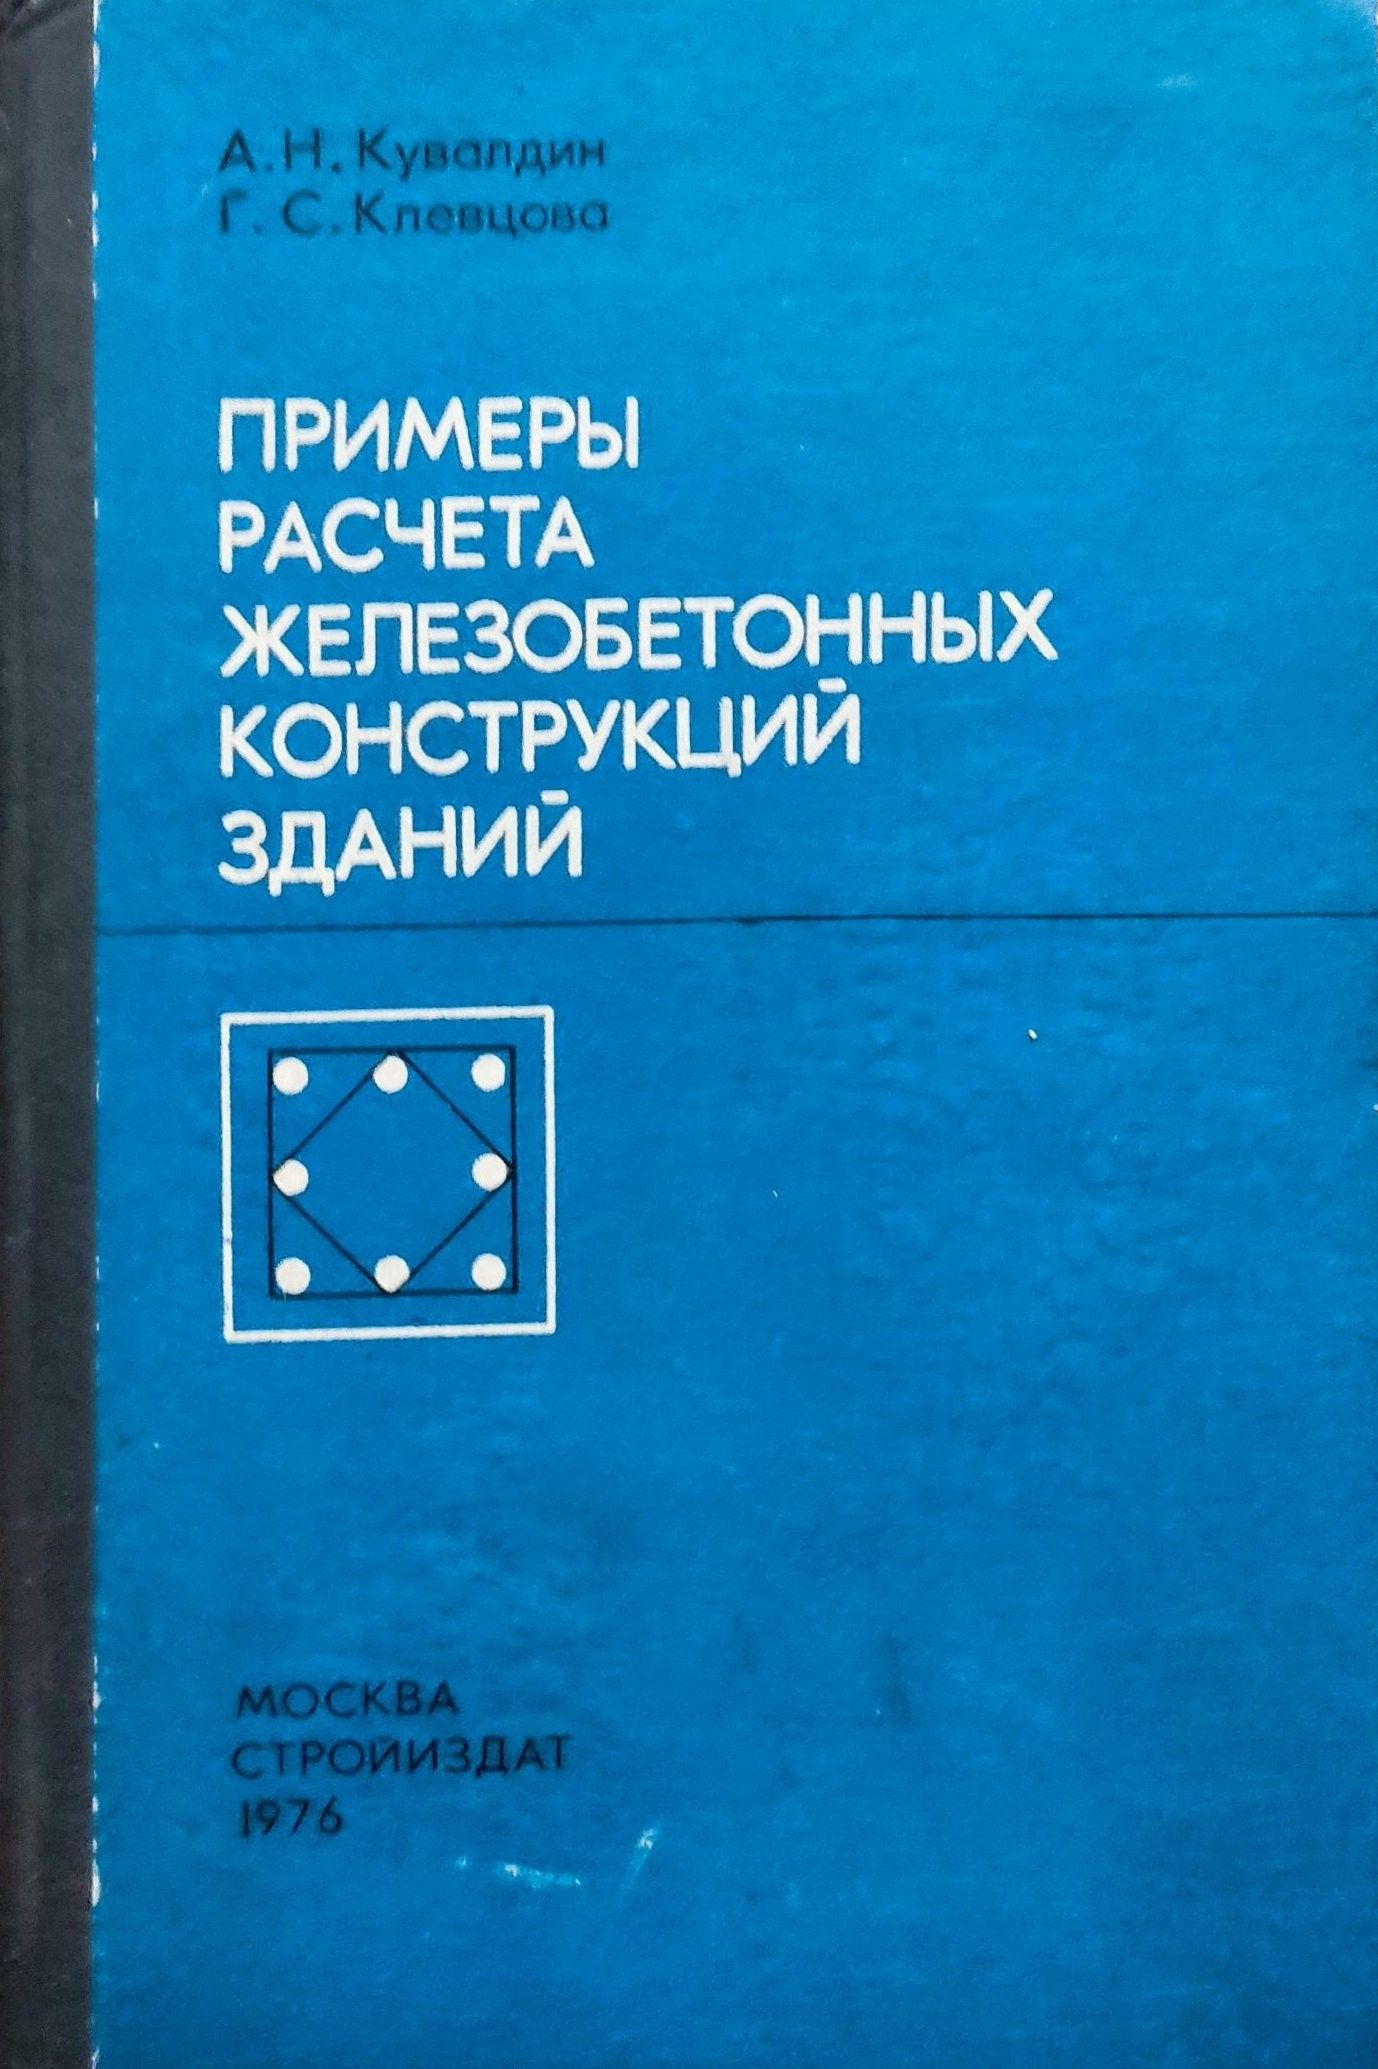 А.Н. Кувалдин
Г.С. Клевцова
ПРИМЕРЫ
РАСЧЕТА
ЖЕЛЕЗОБЕТОННЫХ
КОНСТРУКЦИЙ
ЗДАНИЙ
МОСКВА
СТРОЙИЗДАТ
1976